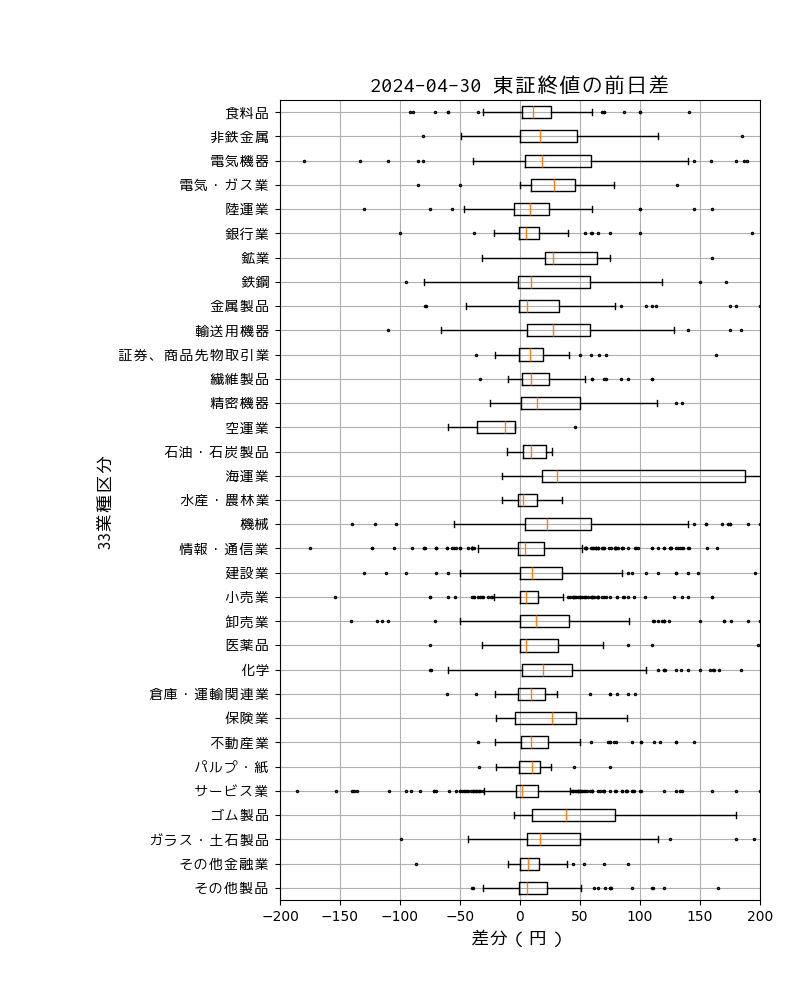 2024-04-30 東証終値の前日差
食料品
非鉄金属
電気機器
電気・ガス業
陸運業
銀行業
鉱業
鉄鋼
金属製品
輸送用機器
証券、商品先物取引業
繊維製品
精密機器
空運業
石油・石炭製品
海運業
水産・農林業
機械
情報・通信業
建設業
小売業
卸売業
医薬品
化学
倉庫・運輸関連業
保険業
不動産業
パルプ・紙
サービス業
ゴム製品
ガラス・土石製品
その他金融業
その他製品
33業種区分
−200 −150 −100 −50 0 50 100 150 200
差分（円）